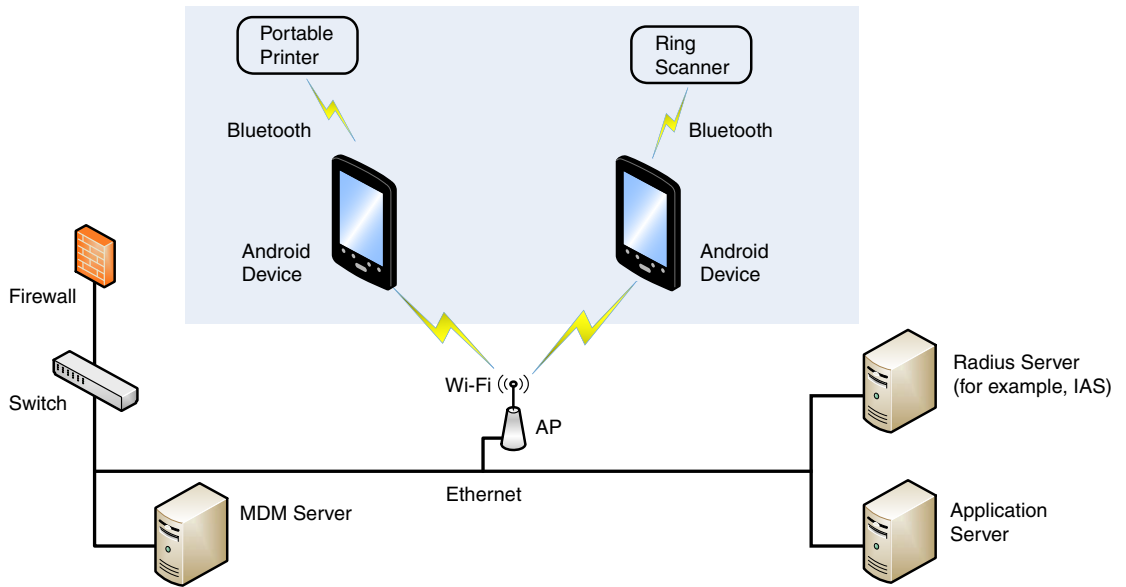 Portable
Printer
Ring
Scanner
Bluetooth
Bluetooth
Android
Device
Android
Device
Firewall
Switch
Wi-Fi
AP
Radius Server
(for example, IAS)
Ethernet
MDM Server
Application
Server